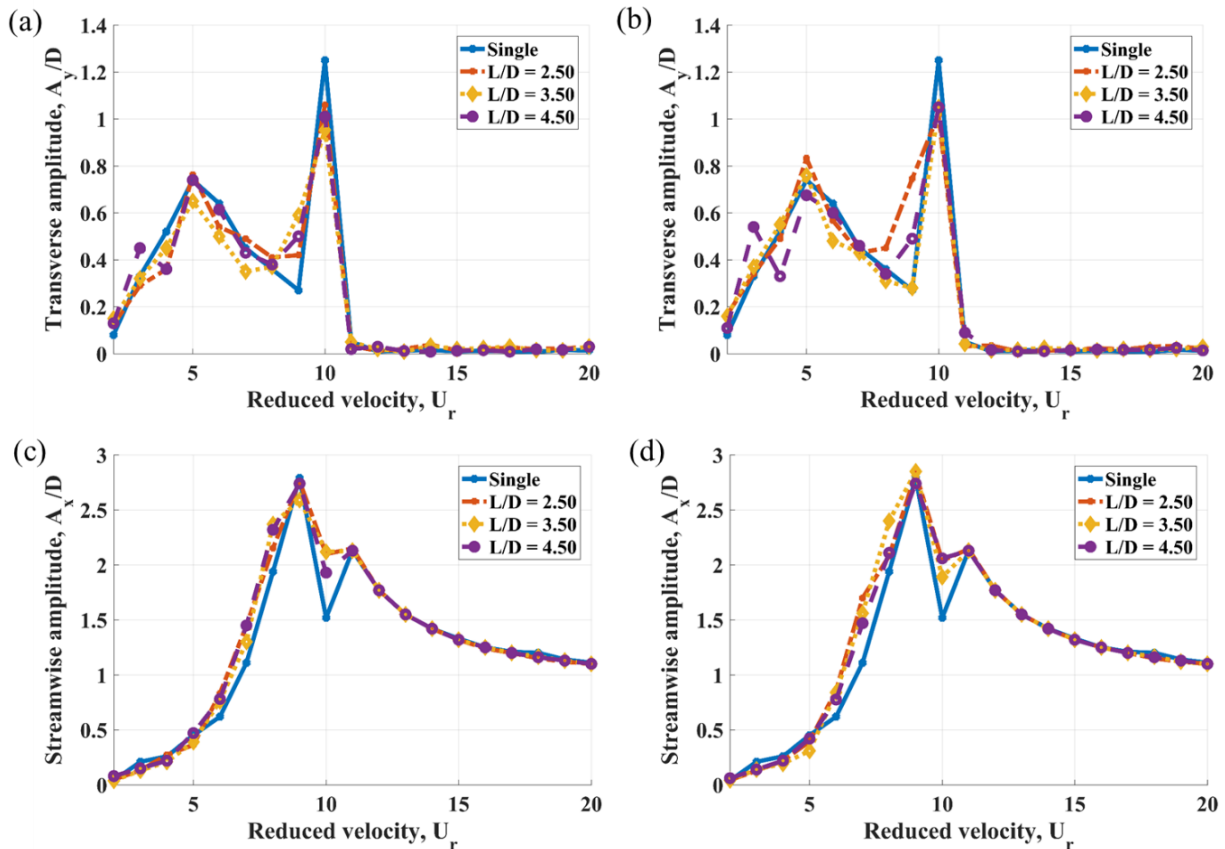 (a)
Transverse amplitude, A_y/D
1.4
1.2
1
0.8
0.6
0.4
0.2
0
5
10
15
20
Reduced velocity, U_r
Single
L/D = 2.50
L/D = 3.50
L/D = 4.50
(b)
Transverse amplitude, A_y/D
1.4
1.2
1
0.8
0.6
0.4
0.2
0
5
10
15
20
Reduced velocity, U_r
Single
L/D = 2.50
L/D = 3.50
L/D = 4.50
(c)
Streamwise amplitude, A_x/D
3
2.5
2
1.5
1
0.5
0
5
10
15
20
Reduced velocity, U_r
Single
L/D = 2.50
L/D = 3.50
L/D = 4.50
(d)
Streamwise amplitude, A_x/D
3
2.5
2
1.5
1
0.5
0
5
10
15
20
Reduced velocity, U_r
Single
L/D = 2.50
L/D = 3.50
L/D = 4.50